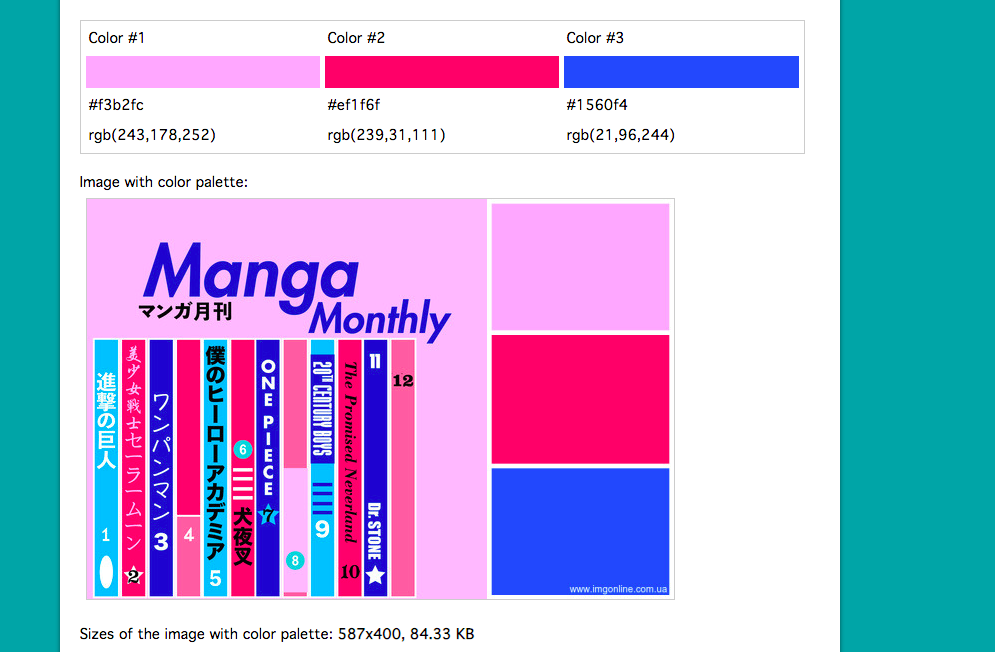 Color #1
Color #2
Color #3
#f3b2fc
#ef1f6f
#1560f4
rgb(243,178,252)
rgb(239,31,111)
rgb(21,96,244)
Image with color palette:
Manga
マンガ月刊
Monthly
進撃の巨人
1
美少女戦士セーラームーン
2
ワンパンマン
3
4
僕のヒーローアカデミア
5
6
犬夜叉
ONE PIECE
7
8
20TH CENTURY BOYS
9
The Promised Neverland
10
11
Dr. STONE
12
www.imgonline.com.ua
Sizes of the image with color palette: 587x400, 84.33 KB